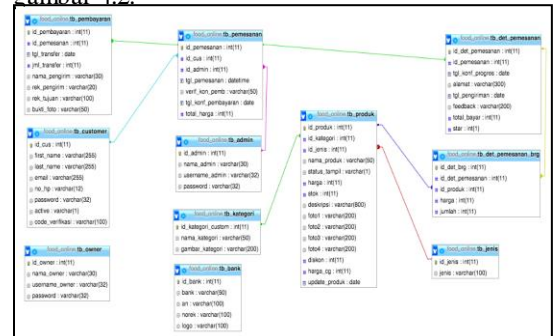 gambar 4.2.
food_online tb_pembayaran
id_pembayaran : int(11)
id_pemesanan : int(11)
tgl_transfer : date
jml_transfer : int(11)
nama_pengirim : varchar(30)
rek_pengirim : varchar(20)
rek_tujuan : varchar(100)
bukti_foto : varchar(50)
food_online tb_customer
id_cus : int(11)
first_name : varchar(255)
last_name : varchar(255)
email : varchar(255)
no_hp : varchar(12)
password : varchar(32)
active : varchar(1)
code_verifikasi : varchar(100)
food_online tb_owner
id_owner : int(11)
nama_owner : varchar(30)
username_owner : varchar(32)
password : varchar(32)
food_online tb_pemesanan
id_pemesanan : int(11)
id_cus : int(11)
id_admin : int(11)
tgl_pemesanan : datetime
verif_kon_pemb : varchar(50)
tgl_konf_pembayaran : date
total_harga : int(11)
food_online tb_admin
id_admin : int(11)
name_admin : varchar(30)
username_admin : varchar(32)
password : varchar(32)
food_online tb_kategori
id_kategori_custom : int(11)
nama_kategori : varchar(50)
gambar_kategori : varchar(200)
food_online tb_bank
id_bank : int(11)
bank : varchar(50)
an : varchar(100)
norek : varchar(100)
logo : varchar(100)
food_online tb_produk
id_produk : int(11)
id_kategori : int(11)
id_jenis : int(11)
nama_produk : varchar(50)
status_tampil : varchar(1)
harga : int(11)
stok : int(11)
deskripsi : varchar(800)
foto1 : varchar(200)
foto2 : varchar(200)
foto3 : varchar(200)
foto4 : varchar(200)
diskon : int(11)
harga_cg : int(11)
update_produk : date
food_online tb_det_pemesanan
id_det_pemesanan : int(11)
id_pemesanan : int(11)
tgl_konf_progres : date
alamat : varchar(300)
tgl_pengiriman : date
feedback : varchar(200)
total_bayar : int(11)
star : int(1)
food_online tb_det_pemesanan_brg
id_det_brg : int(11)
id_det_pemesanan : int(11)
id_produk : int(11)
harga : int(11)
jumlah : int(11)
food_online tb_jenis
id_jenis : int(11)
jenis : varchar(100)